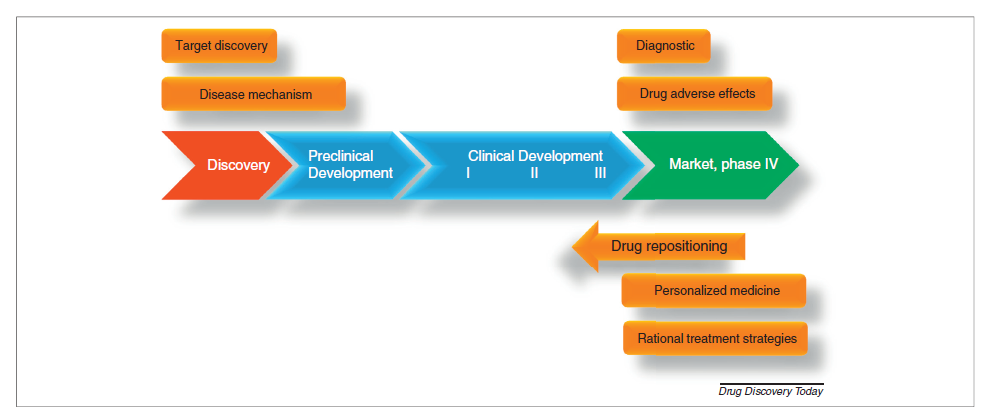 Target discovery
Diagnostic
Disease mechanism
Drug adverse effects
Discovery
Preclinical
Development
Clinical Development
I II III
Market, phase IV
Drug repositioning
Personalized medicine
Rational treatment strategies
Drug Discovery Today